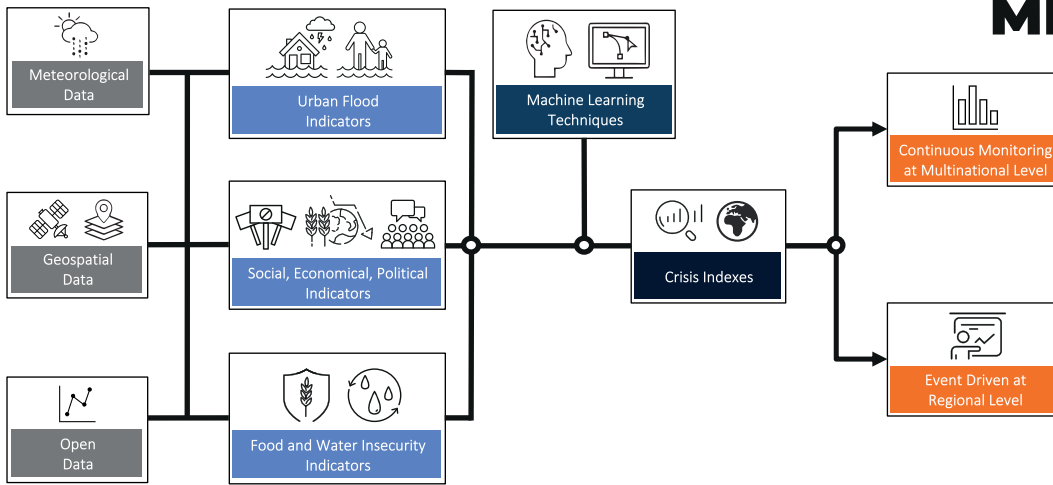 Meteorological
Data
Urban Flood
Indicators
Machine Learning
Techniques
Continuous Monitoring
at Multinational Level
Geospatial
Data
Social, Economical, Political
Indicators
Crisis Indexes
Open
Data
Food and Water Insecurity
Indicators
Event Driven at
Regional Level